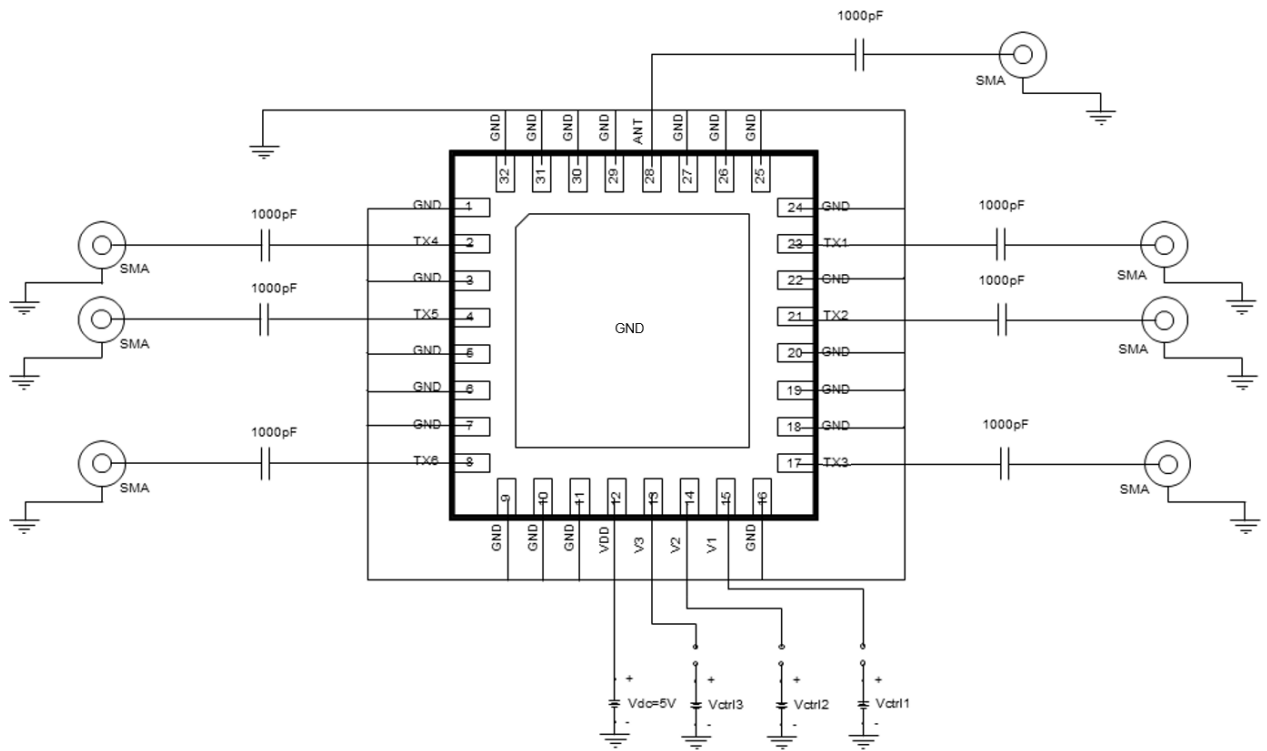 1000pF
SMA
GND
GND
GND
GND
ANT
GND
GND
GND
32
31
30
29
28
27
26
25
GND
1
24
GND
1000pF
TX4
2
23
TX1
1000pF
SMA
SMA
GND
3
22
GND
1000pF
TX5
4
21
TX2
1000pF
SMA
SMA
GND
GND
5
20
GND
GND
6
19
GND
GND
7
18
GND
1000pF
TX6
8
17
TX3
1000pF
SMA
SMA
9
10
11
12
13
14
15
16
GND
GND
GND
VDD
V3
V2
V1
GND
+
+
+
+
Vdc=5V
Vctrl3
Vctrl2
Vctrl1
-
-
-
-